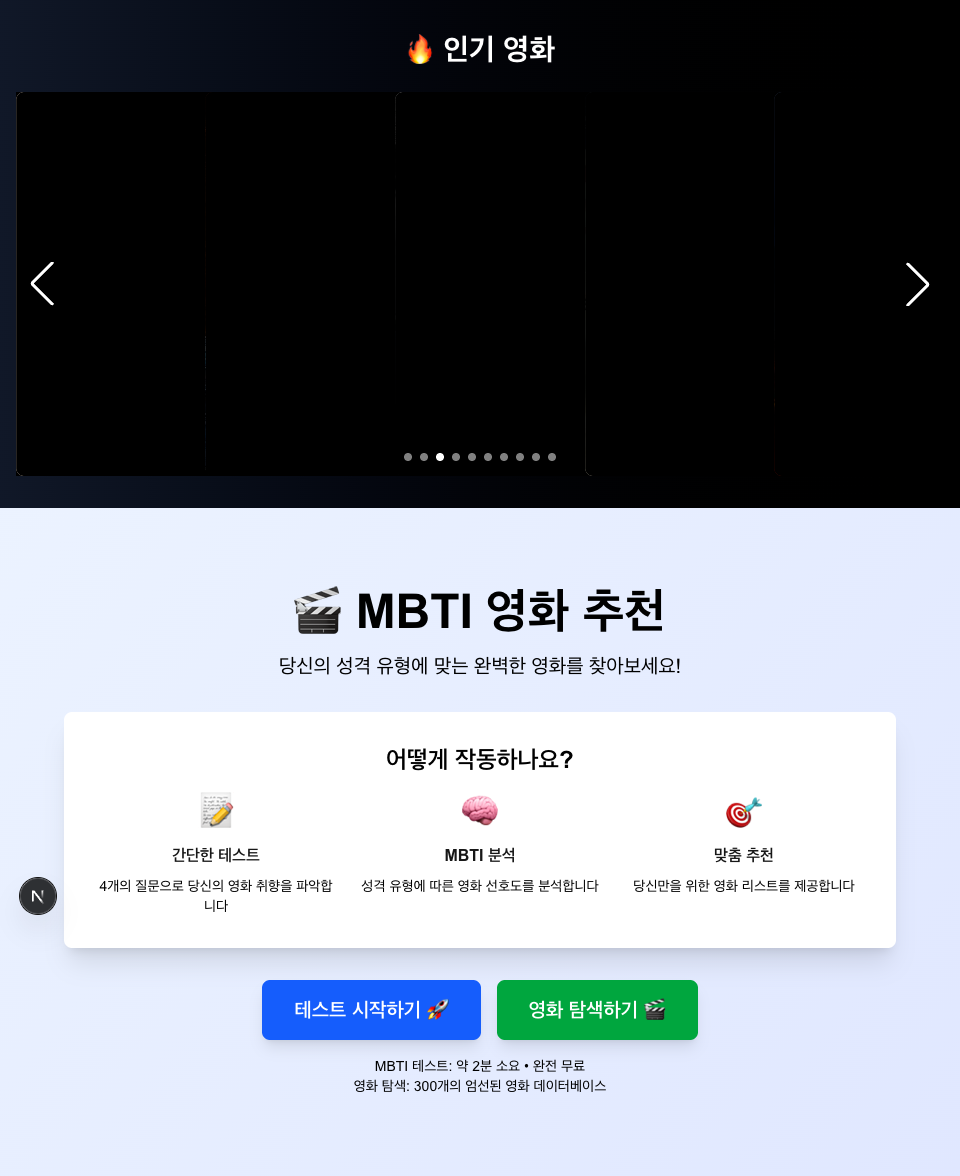 🔥 인기 영화
🎬 MBTI 영화 추천
당신의 성격 유형에 맞는 완벽한 영화를 찾아보세요!
어떻게 작동하나요?
간단한 테스트
4개의 질문으로 당신의 영화 취향을 파악합
니다
MBTI 분석
성격 유형에 따른 영화 선호도를 분석합니다
맞춤 추천
당신만을 위한 영화 리스트를 제공합니다
N
테스트 시작하기 🚀
영화 탐색하기 🎬
MBTI 테스트: 약 2분 소요 • 완전 무료
영화 탐색: 300개의 엄선된 영화 데이터베이스